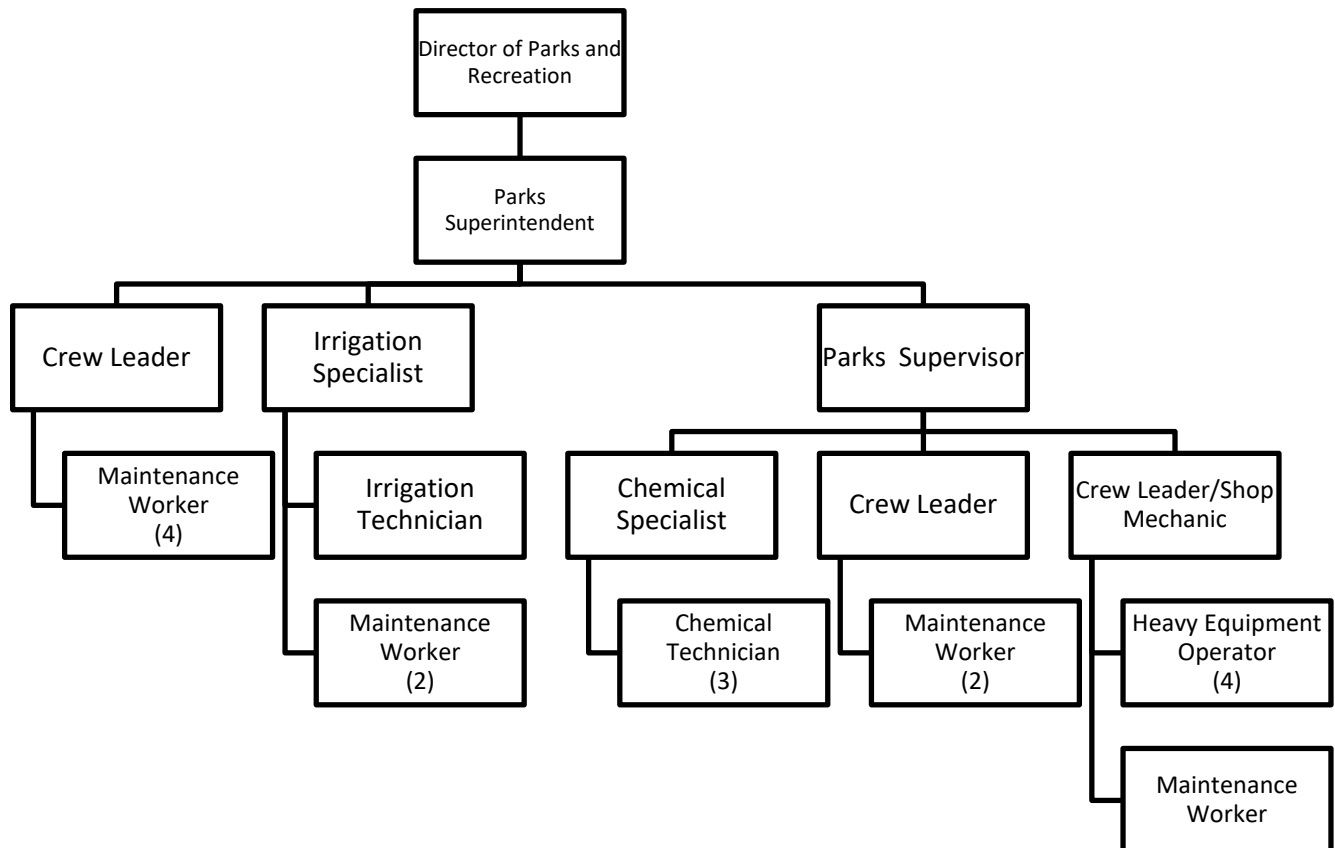 Director of Parks and
Recreation
Parks
Superintendent
Crew Leader
Irrigation
Specialist
Parks  Supervisor
Maintenance
Worker
(4)
Irrigation
Technician
Chemical
Specialist
Crew Leader
Crew Leader/Shop
Mechanic
Maintenance
Worker
(2)
Chemical
Technician
(3)
Maintenance
Worker
(2)
Heavy Equipment
Operator
(4)
Maintenance
Worker